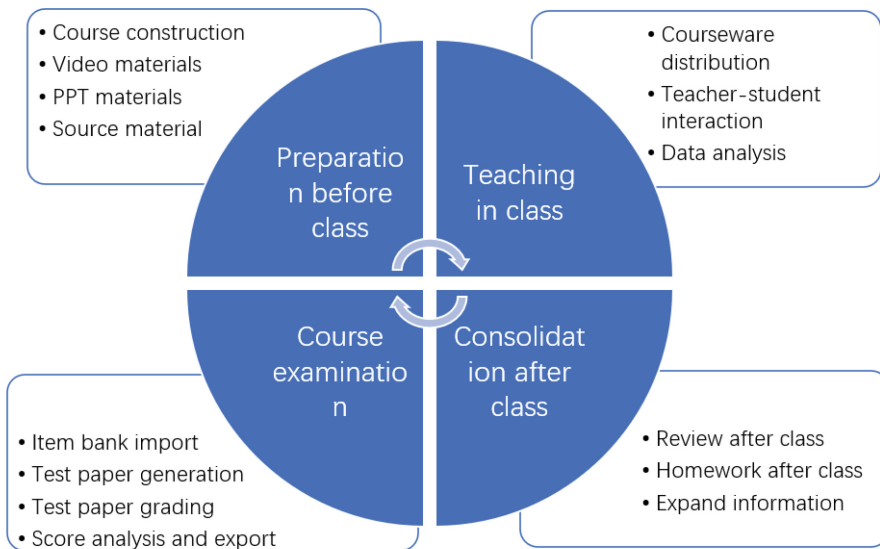 • Course construction
• Video materials
• PPT materials
• Source material
Preparatio
n before
class
• Courseware
distribution
• Teacher-student
interaction
• Data analysis
Teaching
in class
Course
examinatio
n
• Item bank import
• Test paper generation
• Test paper grading
• Score analysis and export
Consolidat
ion after
class
• Review after class
• Homework after class
• Expand information